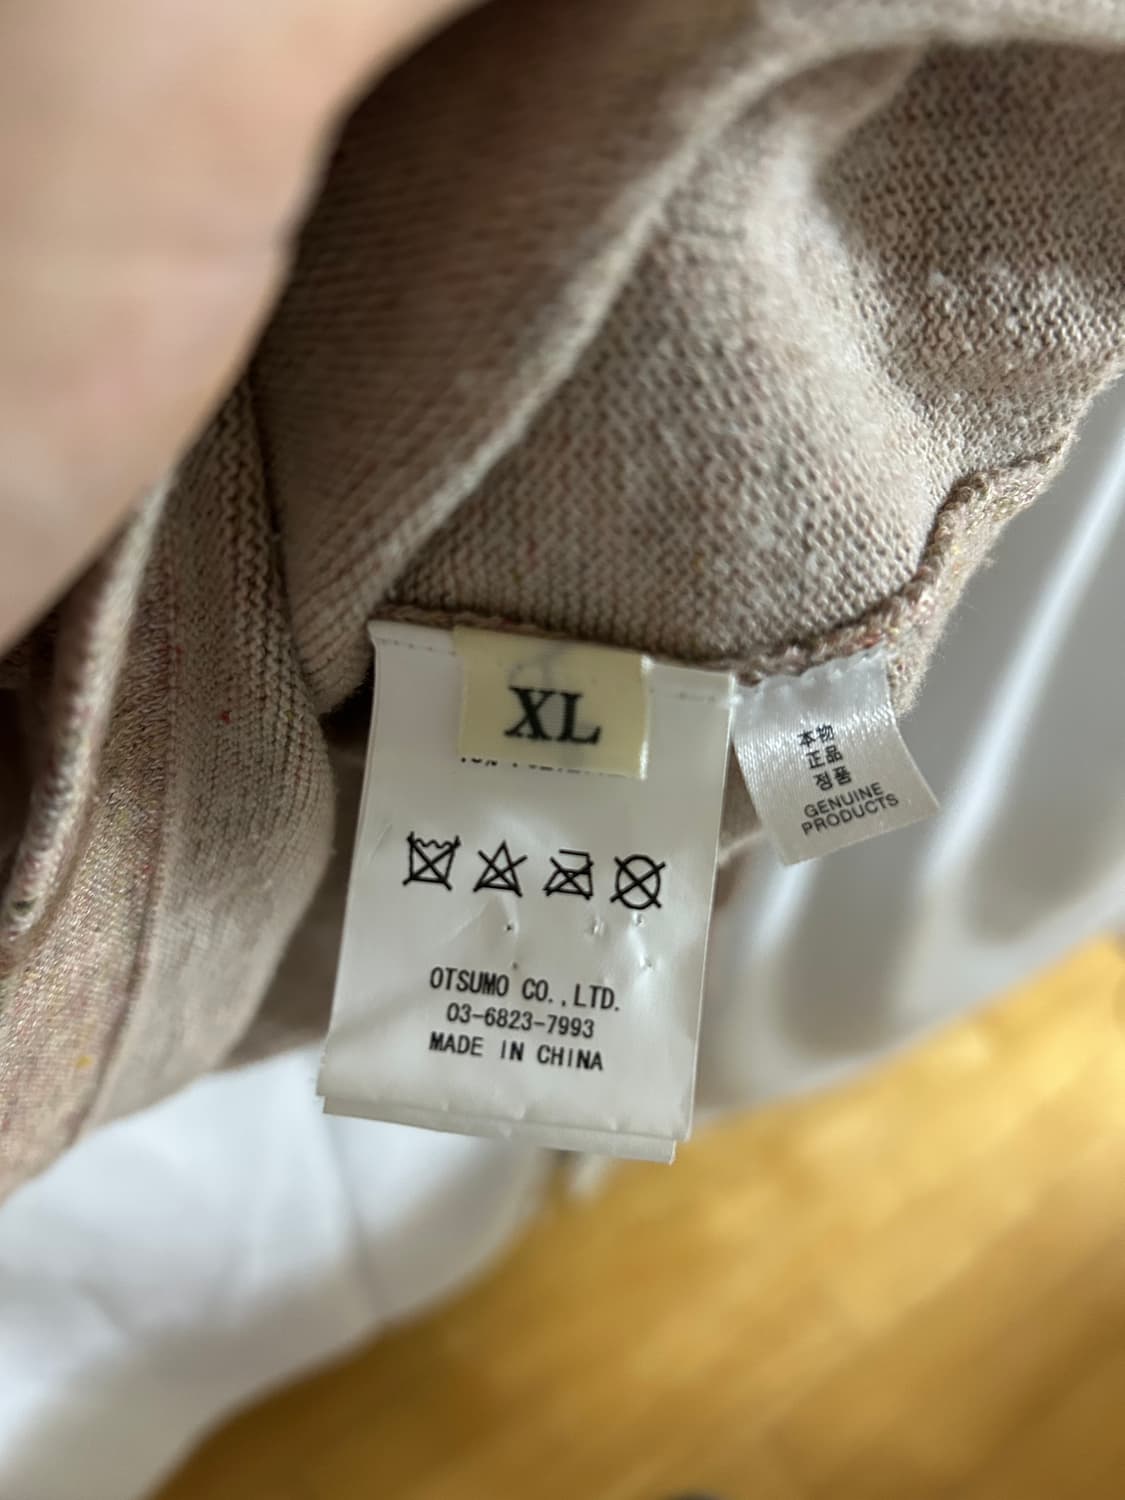 XL
OTSUMO CO.,LTD.
03-6823-7993
MADE IN CHINA
本物
正品
정품
GENUINE
PRODUCTS